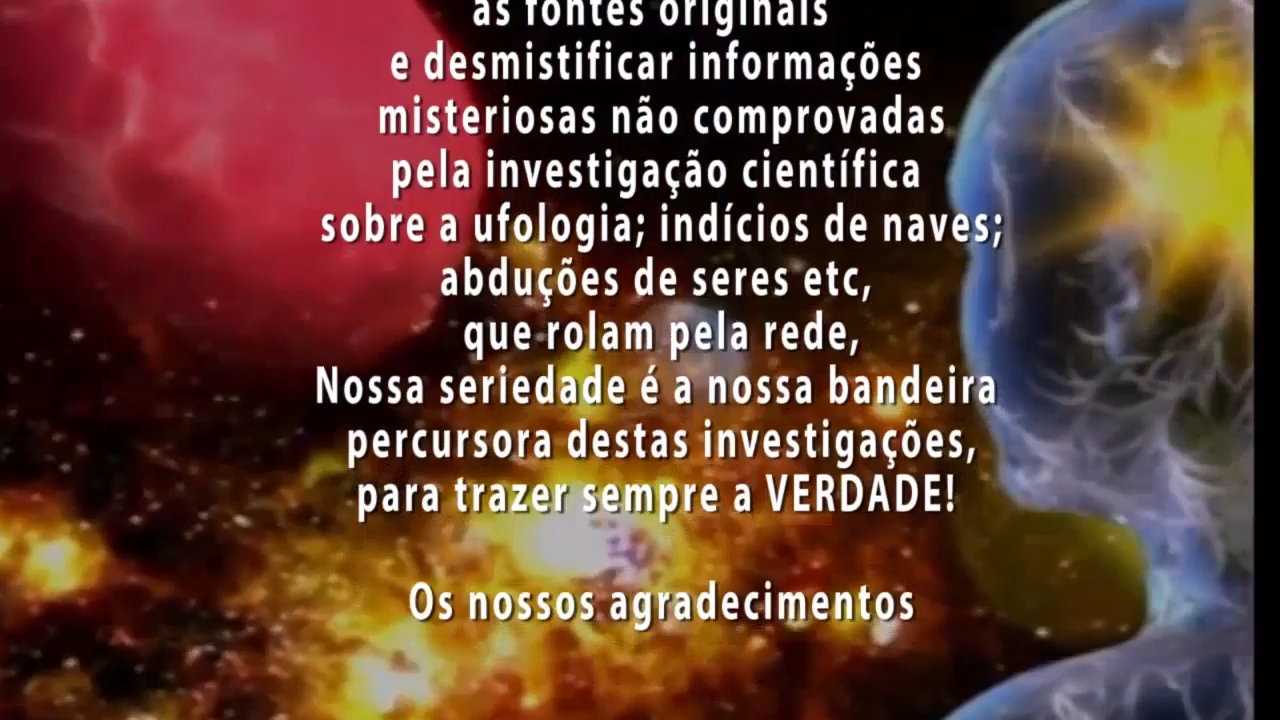 as fontes originais
e desmistificar informações
misteriosas não comprovadas
pela investigação científica
sobre a ufologia; indícios de naves;
abduções de seres etc,
que rolam pela rede,
Nossa seriedade é a nossa bandeira
percursora destas investigações,
para trazer sempre a VERDADE!
Os nossos agradecimentos